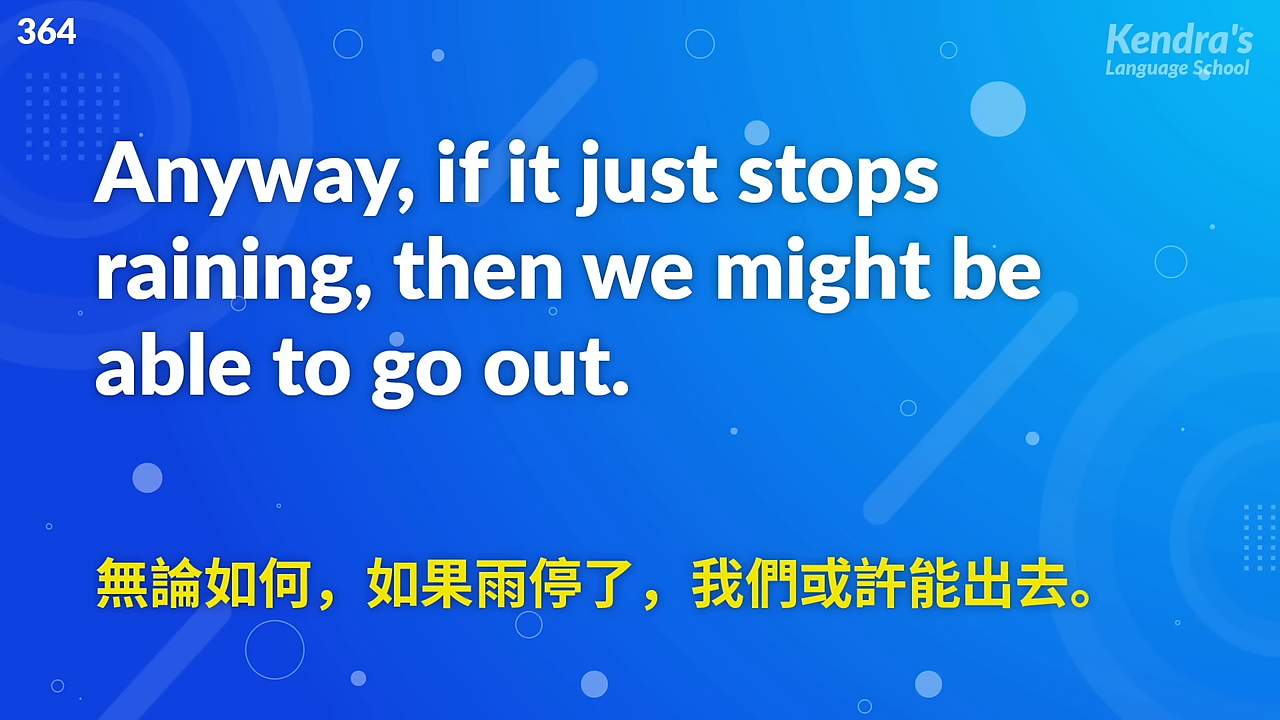 364
Kendra's
Language School
Anyway, if it just stops
raining, then we might be
able to go out.
無論如何，如果雨停了，我們或許能出去。